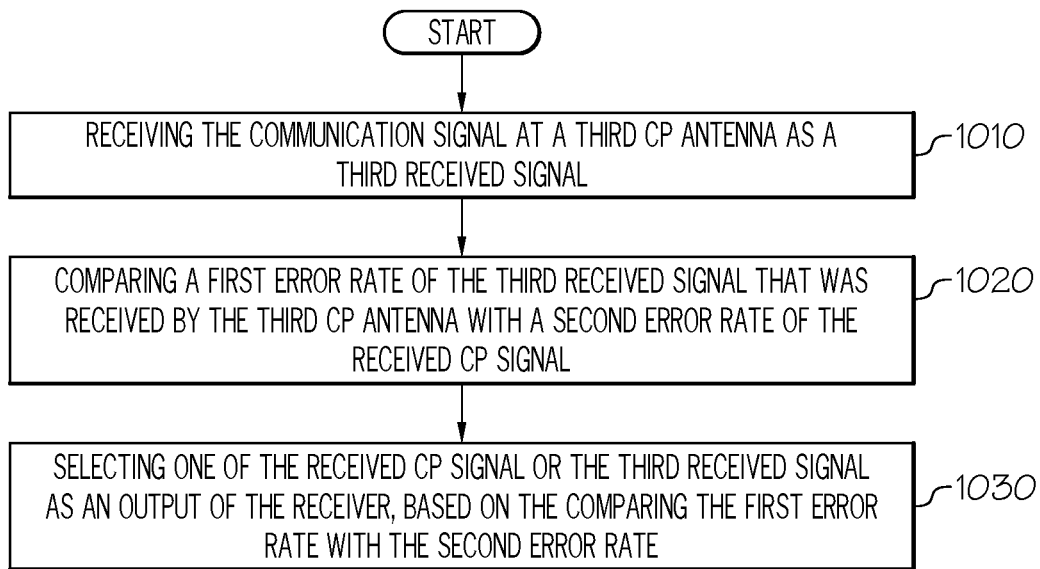 START
RECEIVING THE COMMUNICATION SIGNAL AT A THIRD CP ANTENNA AS A
THIRD RECEIVED SIGNAL
1010
COMPARING A FIRST ERROR RATE OF THE THIRD RECEIVED SIGNAL THAT WAS
RECEIVED BY THE THIRD CP ANTENNA WITH A SECOND ERROR RATE OF THE
RECEIVED CP SIGNAL
1020
SELECTING ONE OF THE RECEIVED CP SIGNAL OR THE THIRD RECEIVED SIGNAL
AS AN OUTPUT OF THE RECEIVER, BASED ON THE COMPARING THE FIRST ERROR
RATE WITH THE SECOND ERROR RATE
1030